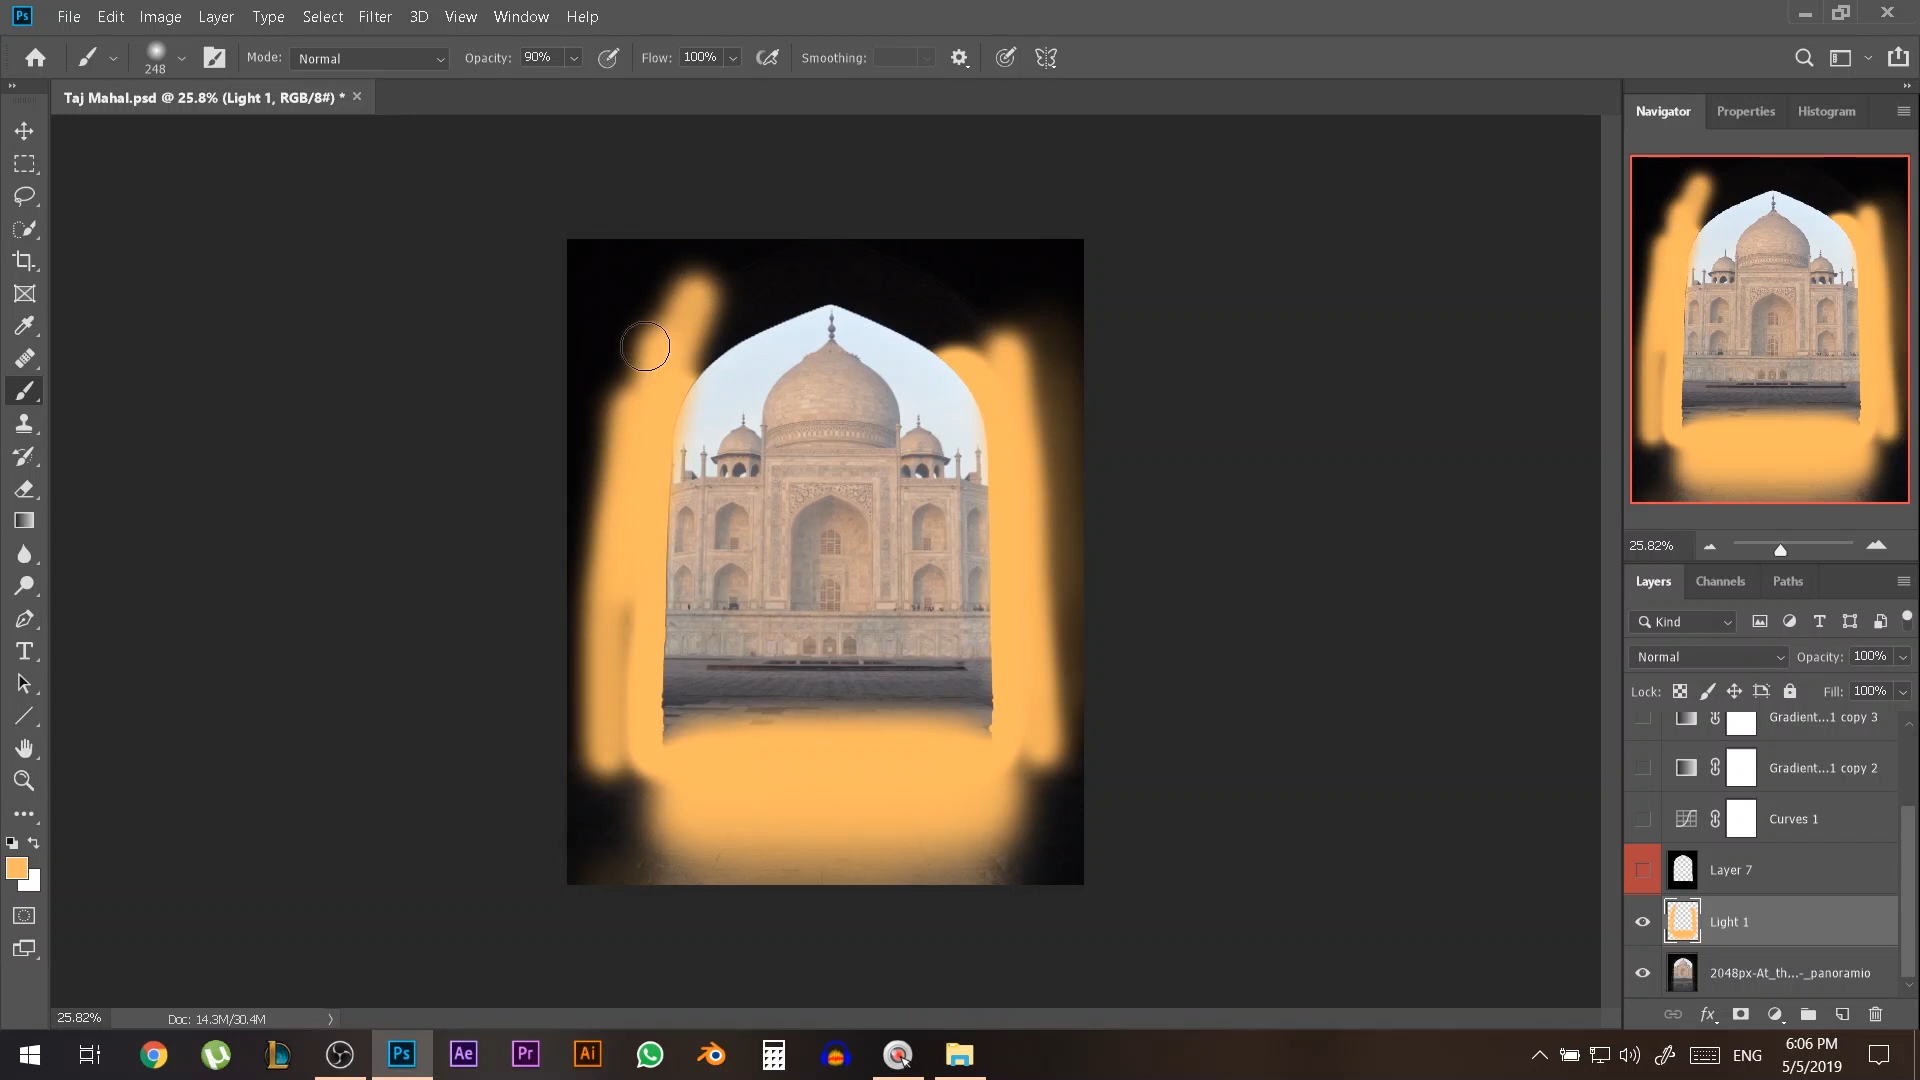 Ps File Edit Image Layer Type Select Filter 3D View Window Help
248 Mode: Normal Opacity: 90% Flow: 100% Smoothing:
Taj Mahal.psd @ 25.8% (Light 1, RGB/8#) *
Navigator Properties Histogram
25.82%
Layers Channels Paths
Kind
Normal Opacity: 100%
Lock: Fill: 100%
Gradient...1 copy 3
Gradient...1 copy 2
Curves 1
Layer 7
Light 1
2048px-At_th...-_panoramio
fx
25.82% Doc: 14.3M/30.4M
Ps Ae Pr Ai ENG 6:06 PM
5/5/2019